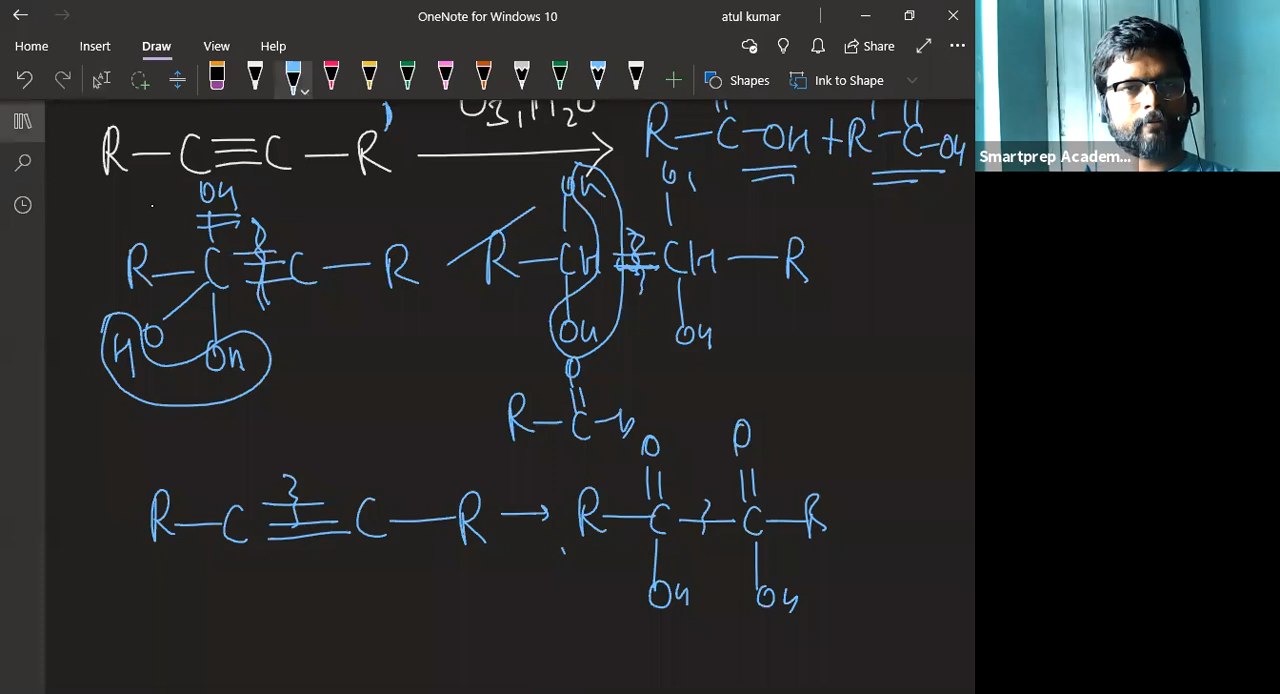 OneNote for Windows 10
atul kumar
Home Insert Draw View Help
Share
Shapes
Ink to Shape
Smartprep Academ...
O3, H2O
R—C≡C—R' → R—C—OH + R'—C—OH
OH
R—C≡C—R
HO
OH
OH
R—CH CH—R
OH OH
O
R—C—H
O O
R—C≡C—R → R—C—C—R
OH OH